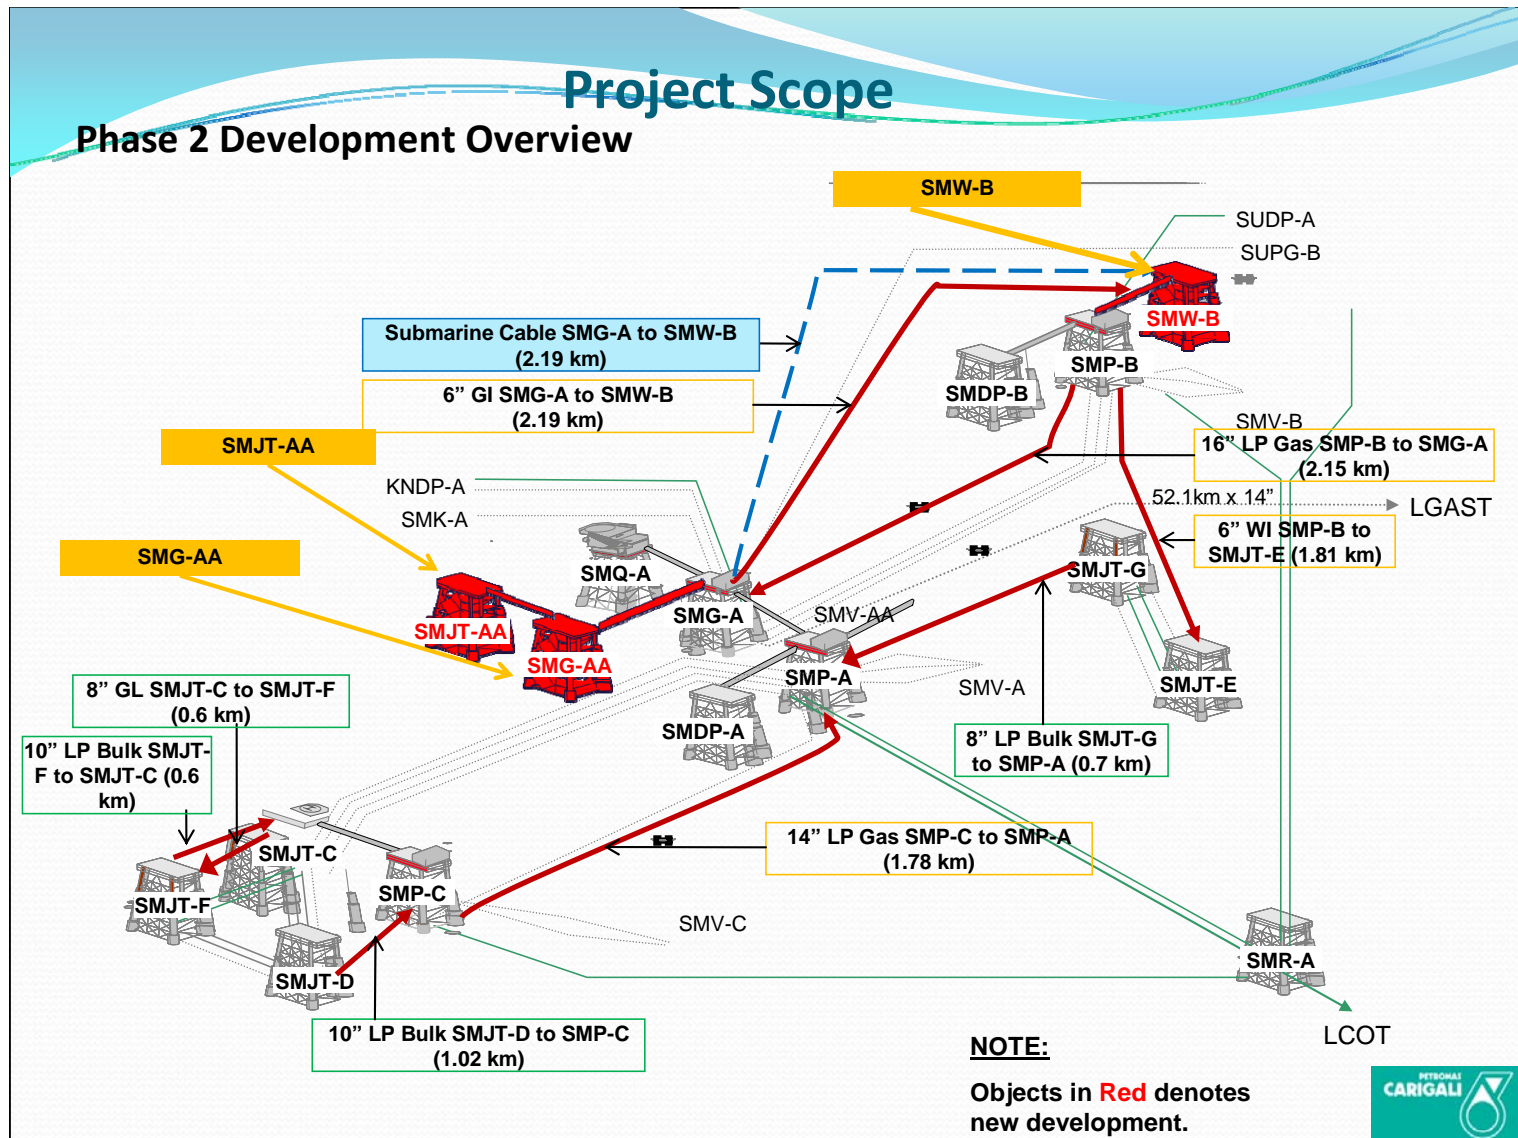 Project Scope
Phase 2 Development Overview
SMW-B
SUDP-A
SUPG-B
SMW-B
Submarine Cable SMG-A to SMW-B
(2.19 km)
SMP-B
6” GI SMG-A to SMW-B
(2.19 km)
SMDP-B
SMV-B
SMJT-AA
16” LP Gas SMP-B to SMG-A
(2.15 km)
KNDP-A
52.1km x 14”
LGAST
SMK-A
6” WI SMP-B to
SMJT-E (1.81 km)
SMG-AA
SMQ-A
SMJT-G
SMG-A
SMV-AA
SMJT-AA
SMG-AA
SMP-A
SMV-A
SMJT-E
8” GL SMJT-C to SMJT-F
(0.6 km)
SMDP-A
10” LP Bulk SMJT-
F to SMJT-C (0.6
km)
8” LP Bulk SMJT-G
to SMP-A (0.7 km)
14” LP Gas SMP-C to SMP-A
(1.78 km)
SMJT-C
SMP-C
SMJT-F
SMV-C
SMJT-D
SMR-A
10” LP Bulk SMJT-D to SMP-C
(1.02 km)
LCOT
NOTE:
Objects in Red denotes
new development.
PETRONAS
CARIGALI